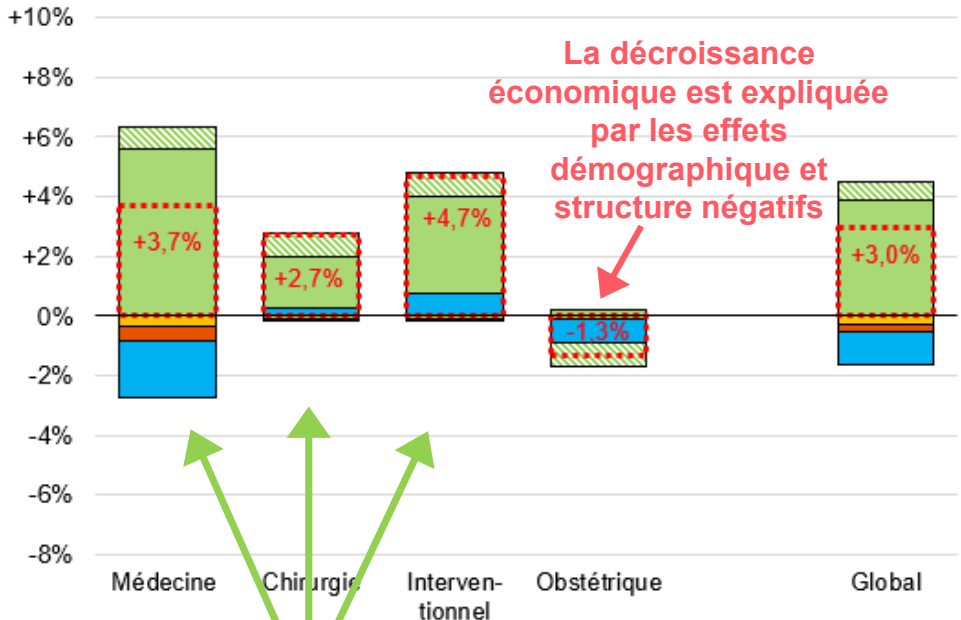 +10%
+8%
+6%
+4%
+2%
0%
-2%
-4%
-6%
-8%
La décroissance
économique est expliquée
par les effets
démographique et
structure négatifs
+3,7%
+2,7%
+4,7%
-1,3%
+3,0%
Médecine
Chirurgie
Interven-
tionnel
Obstétrique
Global